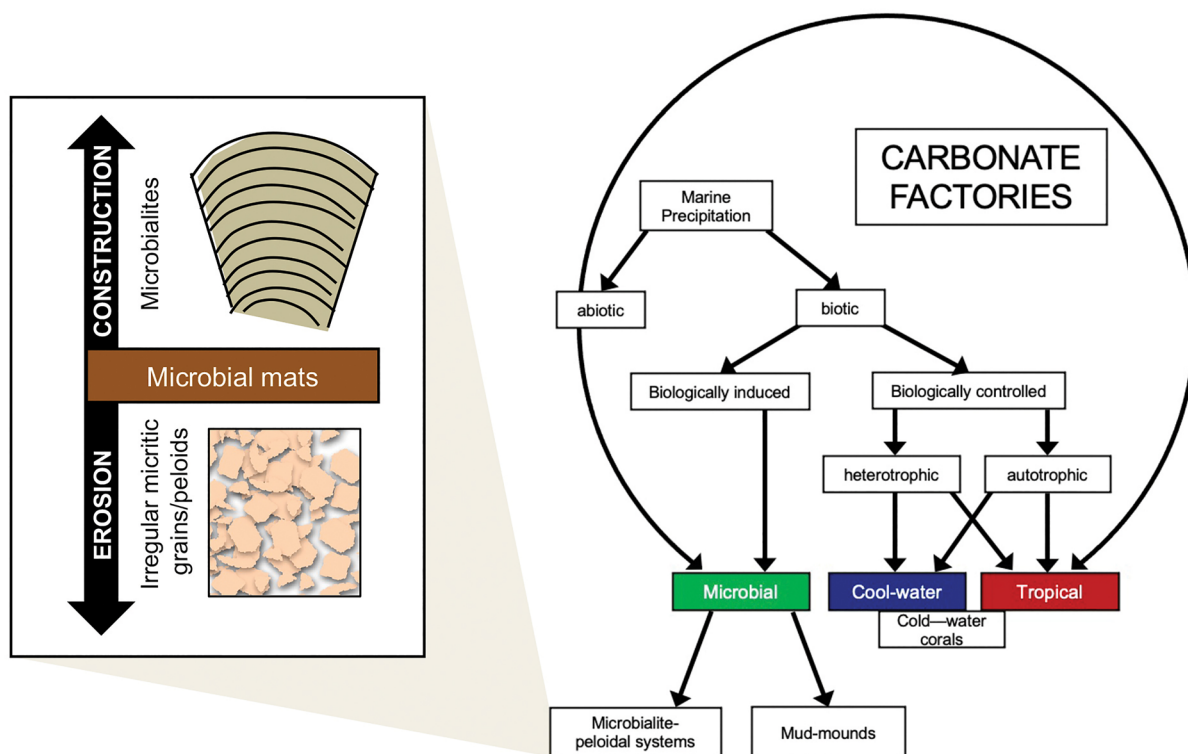 CONSTRUCTION
Microbialites
Microbial mats
EROSION
Irregular micritic
grains/peloids
CARBONATE
FACTORIES
Marine
Precipitation
abiotic
biotic
Biologically induced
Biologically controlled
heterotrophic
autotrophic
Microbial
Cool-water
Tropical
Cold—water
corals
Microbialite-
peloidal systems
Mud-mounds